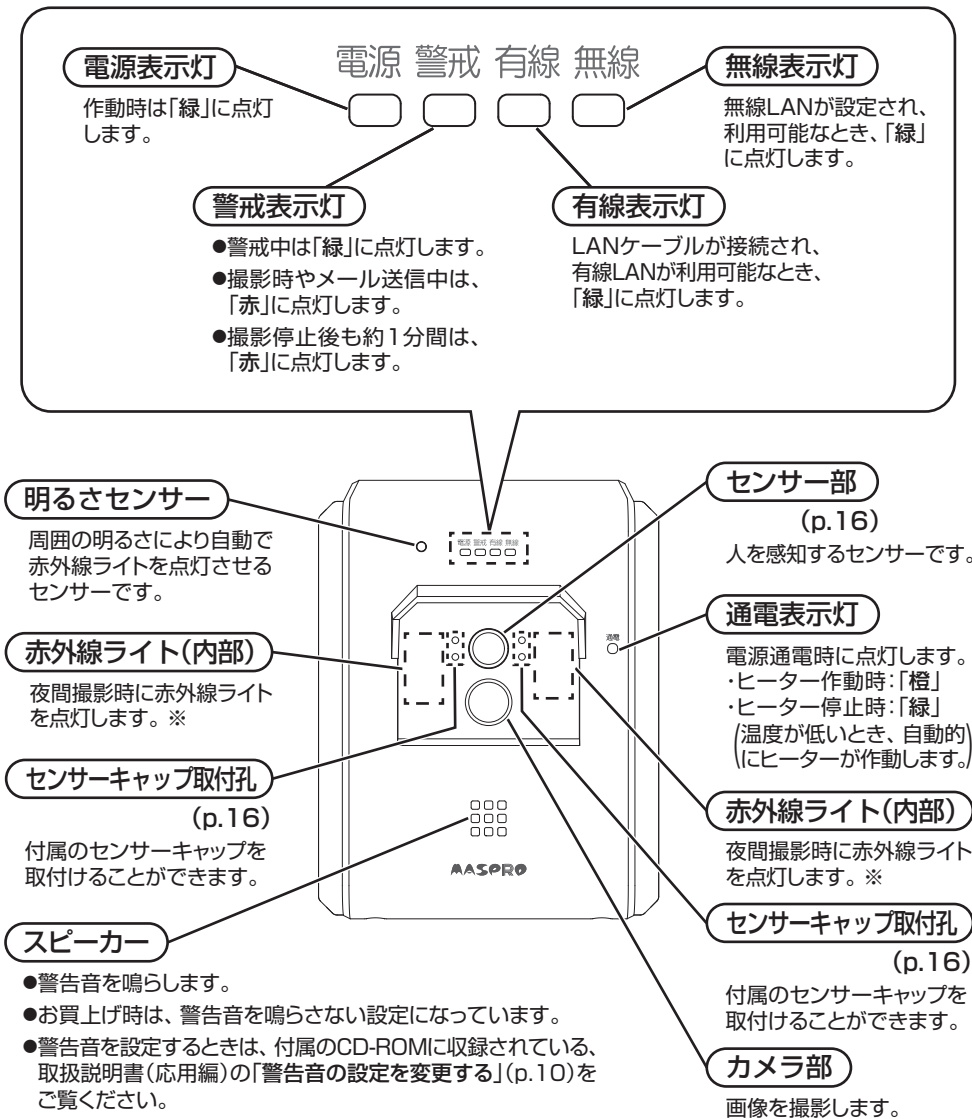 電源 警戒 有線 無線
電源表示灯
作動時は「緑」に点灯
します。
無線表示灯
無線LANが設定され、
利用可能なとき、「緑」
に点灯します。
警戒表示灯
●警戒中は「緑」に点灯します。
●撮影時やメール送信中は、
「赤」に点灯します。
●撮影停止後も約1分間は、
「赤」に点灯します。
有線表示灯
LANケーブルが接続され、
有線LANが利用可能なとき、
「緑」に点灯します。
明るさセンサー
周囲の明るさにより自動で
赤外線ライトを点灯させる
センサーです。
赤外線ライト(内部)
夜間撮影時に赤外線ライト
を点灯します。※
センサーキャップ取付孔
(p.16)
付属のセンサーキャップを
取付けることができます。
スピーカー
●警告音を鳴らします。
●お買上げ時は、警告音を鳴らさない設定になっています。
●警告音を設定するときは、付属のCD-ROMに収録されている、
取扱説明書(応用編)の「警告音の設定を変更する」(p.10)を
ご覧ください。
電源 警戒 有線 無線
通電
MASPRO
センサー部
(p.16)
人を感知するセンサーです。
通電表示灯
電源通電時に点灯します。
・ヒーター作動時:「橙」
・ヒーター停止時:「緑」
(温度が低いとき、自動的
にヒーターが作動します。)
赤外線ライト(内部)
夜間撮影時に赤外線ライト
を点灯します。※
センサーキャップ取付孔
(p.16)
付属のセンサーキャップを
取付けることができます。
カメラ部
画像を撮影します。